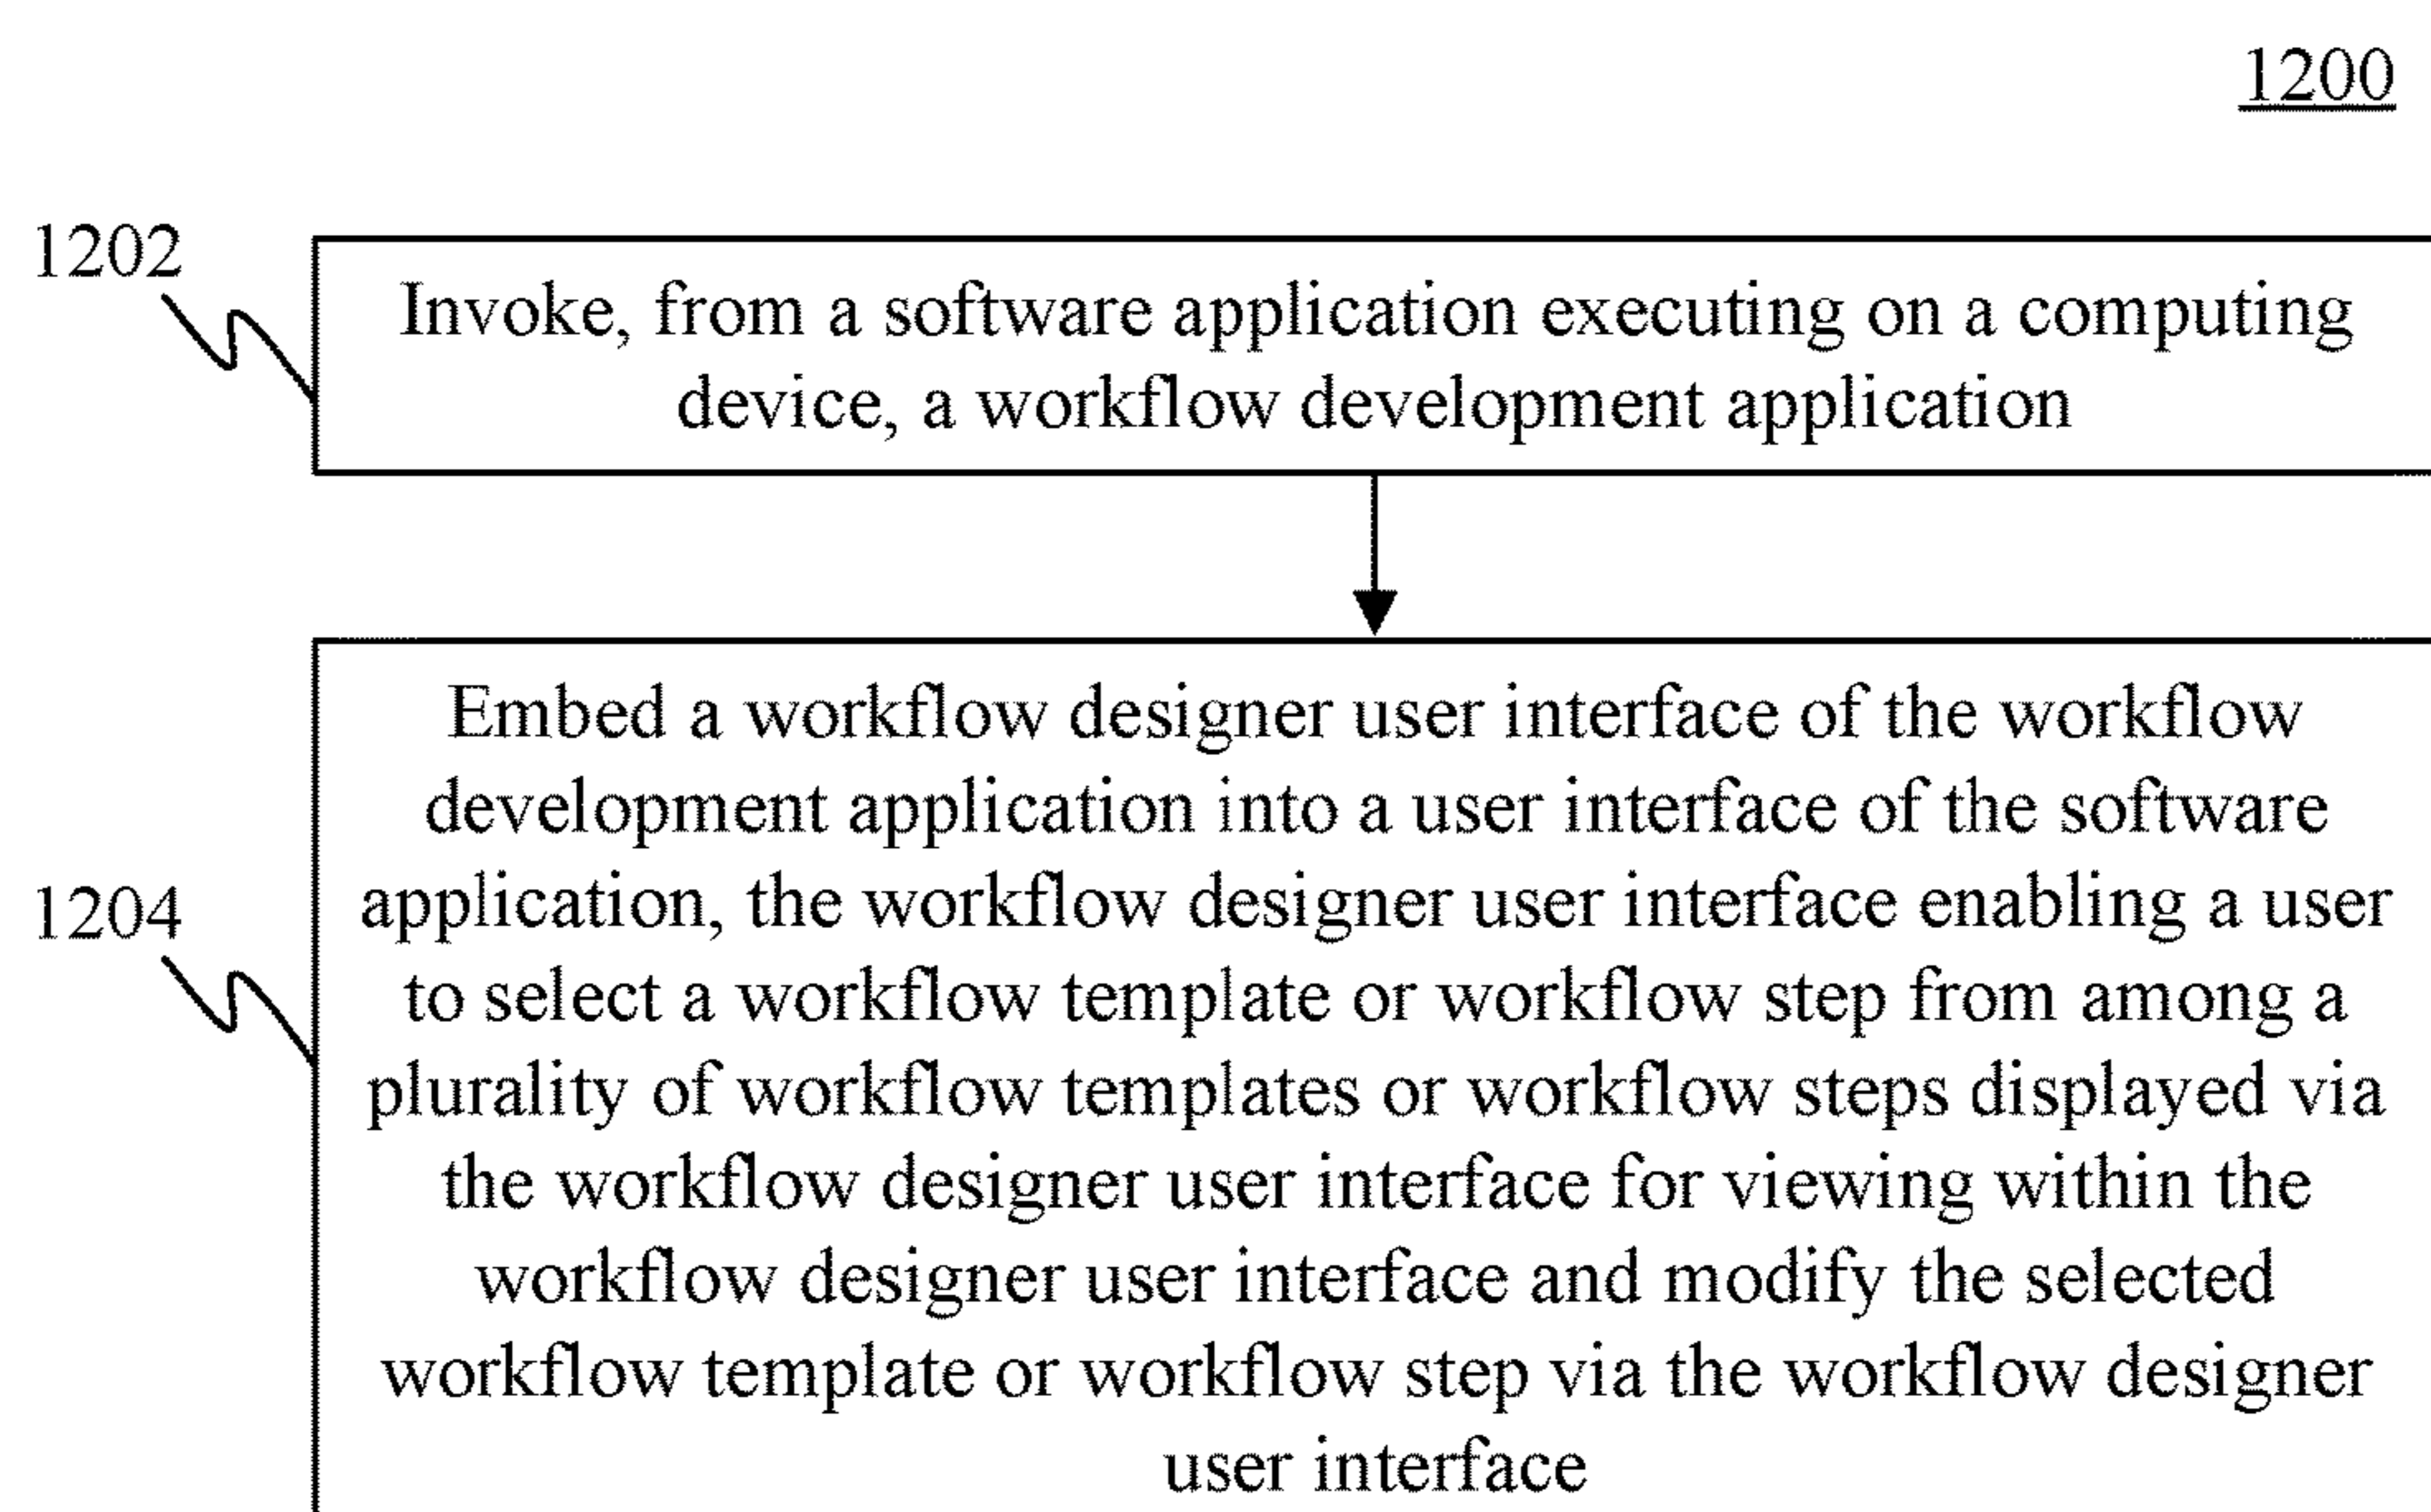 1200
1202
Invoke, from a software application executing on a computing
device, a workflow development application
Embed a workflow designer user interface of the workflow
development application into a user interface of the software
application, the workflow designer user interface enabling a user
1204
to select a workflow template or workflow step from among a
plurality of workflow templates or workflow steps displayed via
the workflow designer user interface for viewing within the
workflow designer user interface and modify the selected
workflow template or workflow step via the workflow designer
user interface